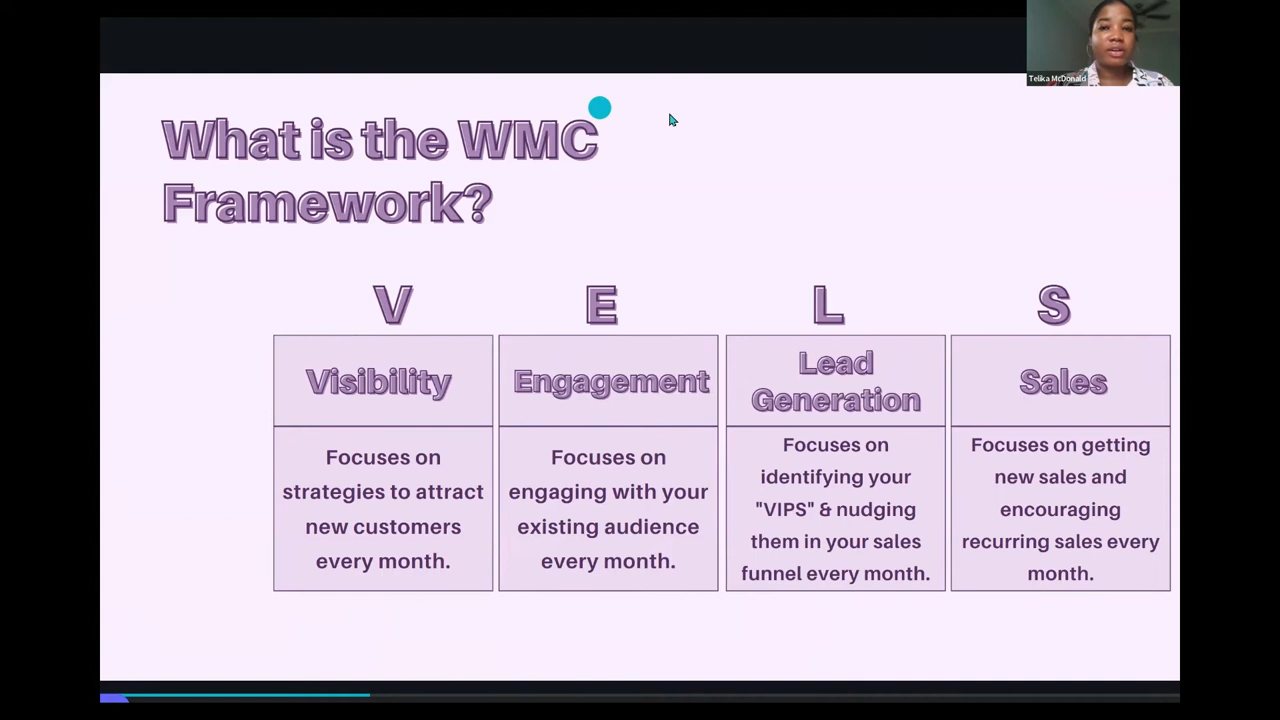 Telika McDonald
What is the WMC
Framework?
V
E
L
S
Visibility
Engagement
Lead
Generation
Sales
Focuses on
strategies to attract
new customers
every month.
Focuses on
engaging with your
existing audience
every month.
Focuses on
identifying your
"VIPS" & nudging
them in your sales
funnel every month.
Focuses on getting
new sales and
encouraging
recurring sales every
month.